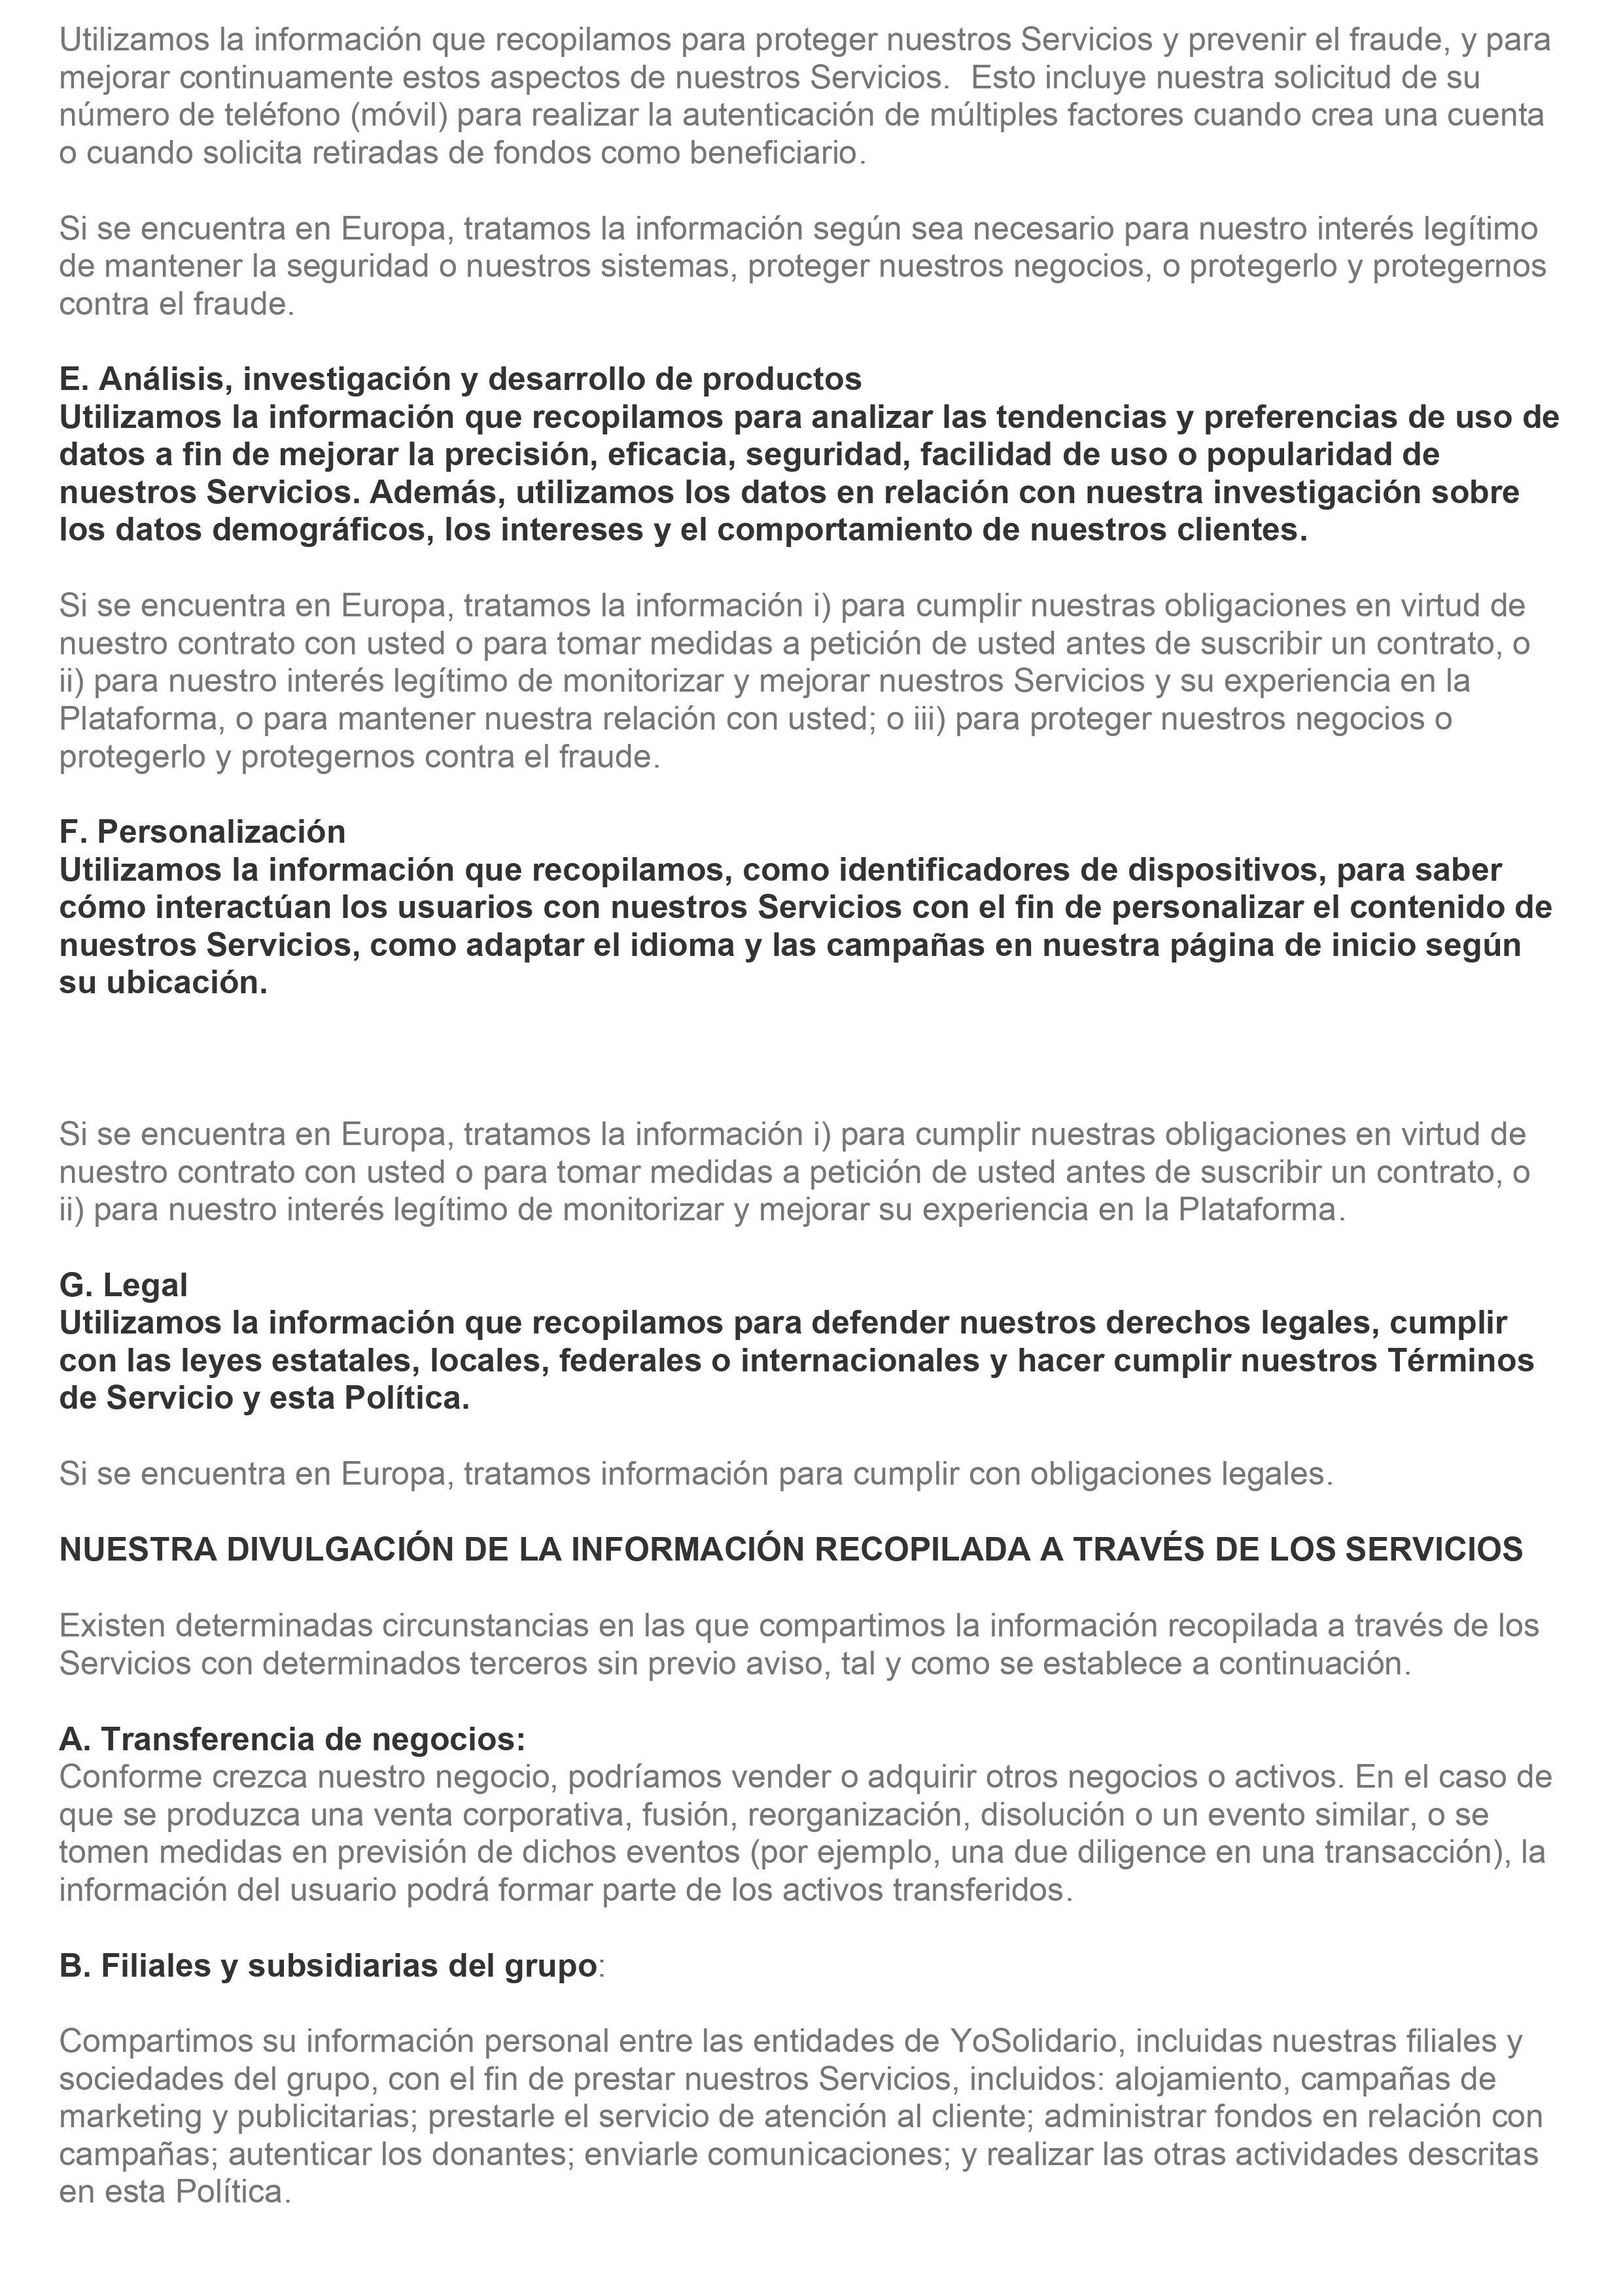 Utilizamos la información que recopilamos para proteger nuestros Servicios y prevenir el fraude, y para
mejorar continuamente estos aspectos de nuestros Servicios.  Esto incluye nuestra solicitud de su
número de teléfono (móvil) para realizar la autenticación de múltiples factores cuando crea una cuenta
o cuando solicita retiradas de fondos como beneficiario.
Si se encuentra en Europa, tratamos la información según sea necesario para nuestro interés legítimo
de mantener la seguridad o nuestros sistemas, proteger nuestros negocios, o protegerlo y protegernos
contra el fraude.
E. Análisis, investigación y desarrollo de productos
Utilizamos la información que recopilamos para analizar las tendencias y preferencias de uso de
datos a fin de mejorar la precisión, eficacia, seguridad, facilidad de uso o popularidad de
nuestros Servicios. Además, utilizamos los datos en relación con nuestra investigación sobre
los datos demográficos, los intereses y el comportamiento de nuestros clientes.
Si se encuentra en Europa, tratamos la información i) para cumplir nuestras obligaciones en virtud de
nuestro contrato con usted o para tomar medidas a petición de usted antes de suscribir un contrato, o
ii) para nuestro interés legítimo de monitorizar y mejorar nuestros Servicios y su experiencia en la
Plataforma, o para mantener nuestra relación con usted; o iii) para proteger nuestros negocios o
protegerlo y protegernos contra el fraude.
F. Personalización
Utilizamos la información que recopilamos, como identificadores de dispositivos, para saber
cómo interactúan los usuarios con nuestros Servicios con el fin de personalizar el contenido de
nuestros Servicios, como adaptar el idioma y las campañas en nuestra página de inicio según
su ubicación.
Si se encuentra en Europa, tratamos la información i) para cumplir nuestras obligaciones en virtud de
nuestro contrato con usted o para tomar medidas a petición de usted antes de suscribir un contrato, o
ii) para nuestro interés legítimo de monitorizar y mejorar su experiencia en la Plataforma.
G. Legal
Utilizamos la información que recopilamos para defender nuestros derechos legales, cumplir
con las leyes estatales, locales, federales o internacionales y hacer cumplir nuestros Términos
de Servicio y esta Política.
Si se encuentra en Europa, tratamos información para cumplir con obligaciones legales.
NUESTRA DIVULGACIÓN DE LA INFORMACIÓN RECOPILADA A TRAVÉS DE LOS SERVICIOS
Existen determinadas circunstancias en las que compartimos la información recopilada a través de los
Servicios con determinados terceros sin previo aviso, tal y como se establece a continuación.
A. Transferencia de negocios:
Conforme crezca nuestro negocio, podríamos vender o adquirir otros negocios o activos. En el caso de
que se produzca una venta corporativa, fusión, reorganización, disolución o un evento similar, o se
tomen medidas en previsión de dichos eventos (por ejemplo, una due diligence en una transacción), la
información del usuario podrá formar parte de los activos transferidos.
B. Filiales y subsidiarias del grupo:
Compartimos su información personal entre las entidades de YoSolidario, incluidas nuestras filiales y
sociedades del grupo, con el fin de prestar nuestros Servicios, incluidos: alojamiento, campañas de
marketing y publicitarias; prestarle el servicio de atención al cliente; administrar fondos en relación con
campañas; autenticar los donantes; enviarle comunicaciones; y realizar las otras actividades descritas
en esta Política.